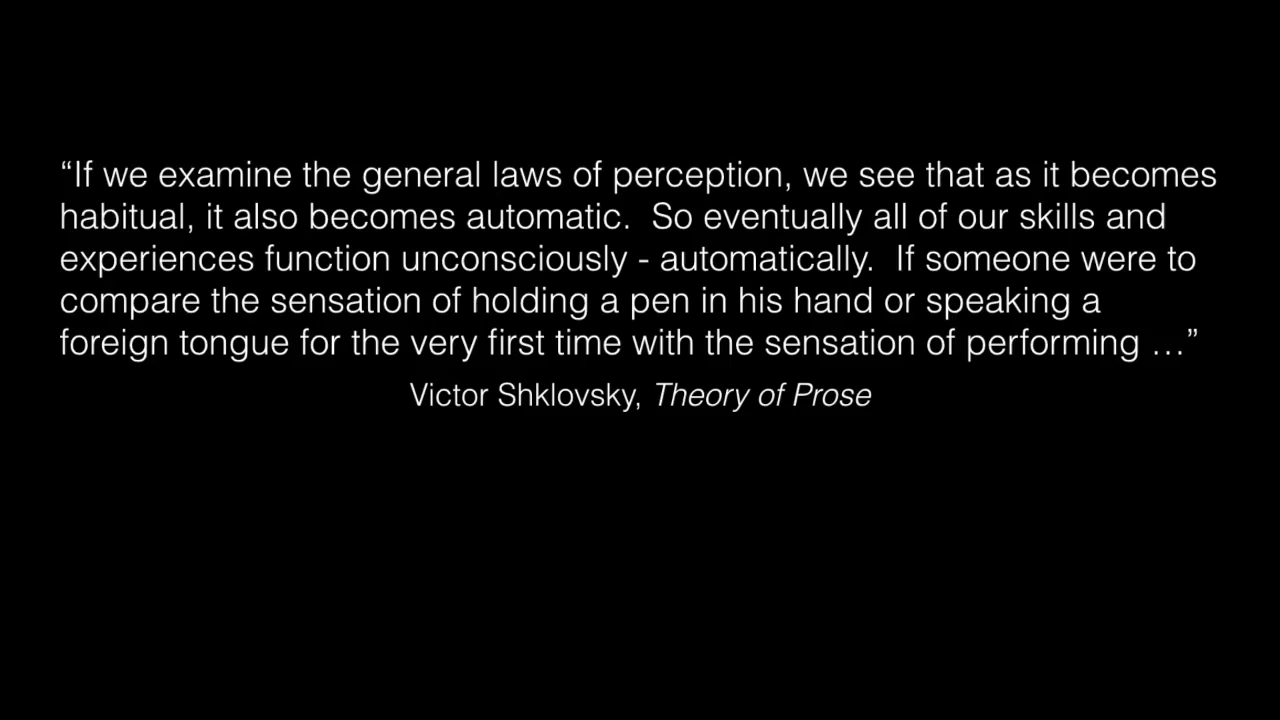 “If we examine the general laws of perception, we see that as it becomes
habitual, it also becomes automatic.  So eventually all of our skills and
experiences function unconsciously - automatically.  If someone were to
compare the sensation of holding a pen in his hand or speaking a
foreign tongue for the very first time with the sensation of performing …”
Victor Shklovsky, Theory of Prose